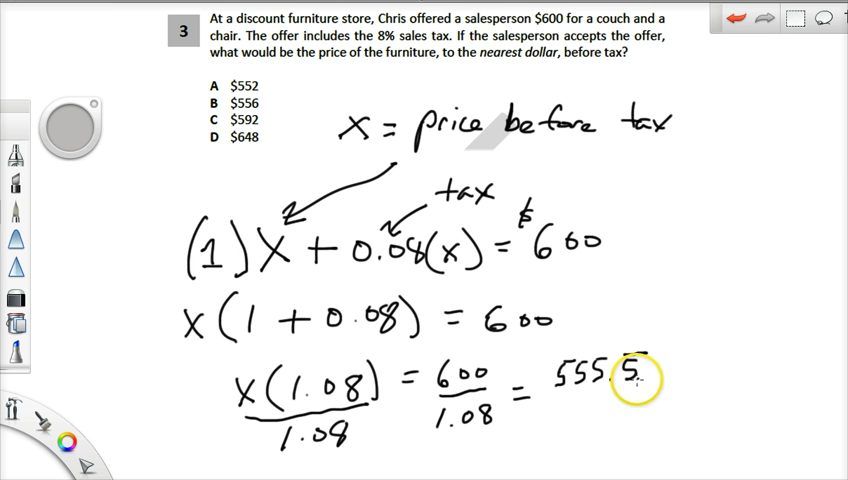 3
At a discount furniture store, Chris offered a salesperson $600 for a couch and a
chair. The offer includes the 8% sales tax. If the salesperson accepts the offer,
what would be the price of the furniture, to the nearest dollar, before tax?
A $552
B $556
C $592
D $648
x = price before tax
tax
(1)x + 0.08(x) = $600
x(1 + 0.08) = 600
x(1.08) / 1.08 = 600 / 1.08 = 555.5̅